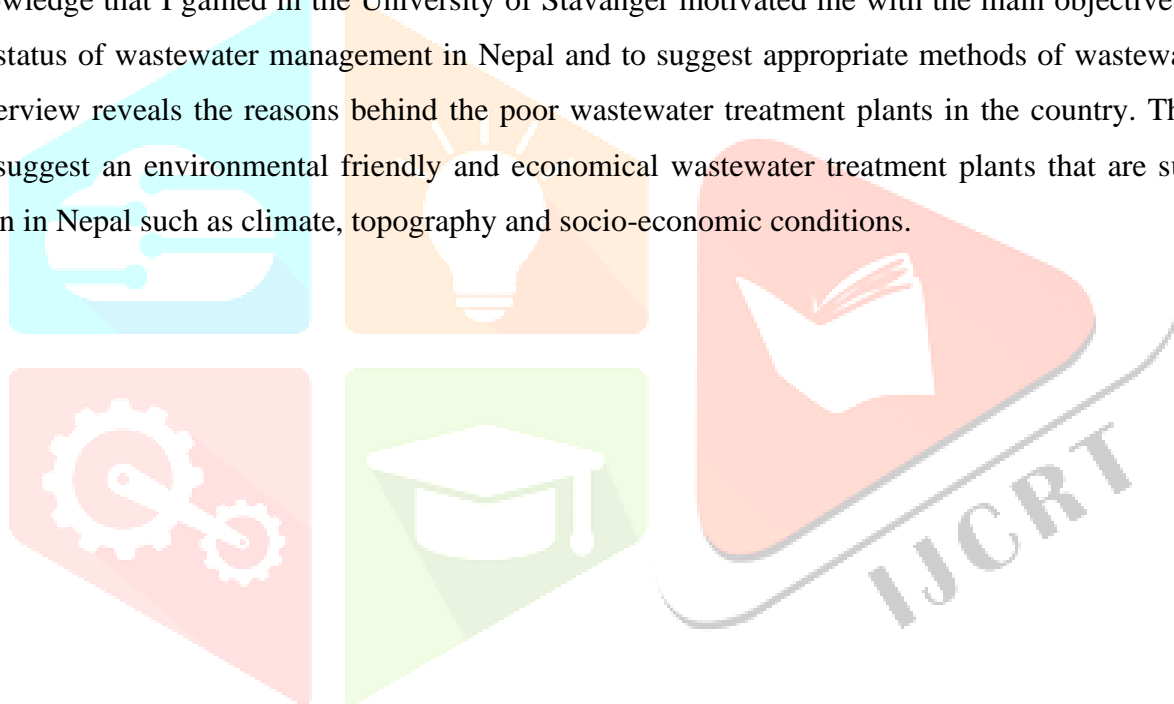 owledge that I gained in the University of Stavanger motivated me with the main objective
status of wastewater management in Nepal and to suggest appropriate methods of wastewa
erview reveals the reasons behind the poor wastewater treatment plants in the country. Th
suggest an environmental friendly and economical wastewater treatment plants that are su
n in Nepal such as climate, topography and socio-economic conditions.
IJCRT